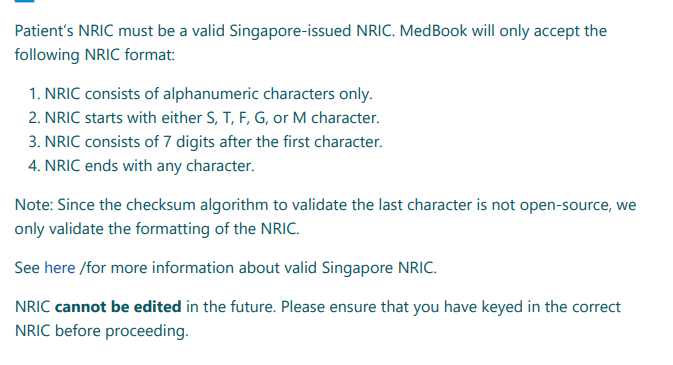 Patient’s NRIC must be a valid Singapore-issued NRIC. MedBook will only accept the
following NRIC format:
1. NRIC consists of alphanumeric characters only.
2. NRIC starts with either S, T, F, G, or M character.
3. NRIC consists of 7 digits after the first character.
4. NRIC ends with any character.
Note: Since the checksum algorithm to validate the last character is not open-source, we
only validate the formatting of the NRIC.
See here /for more information about valid Singapore NRIC.
NRIC cannot be edited in the future. Please ensure that you have keyed in the correct
NRIC before proceeding.